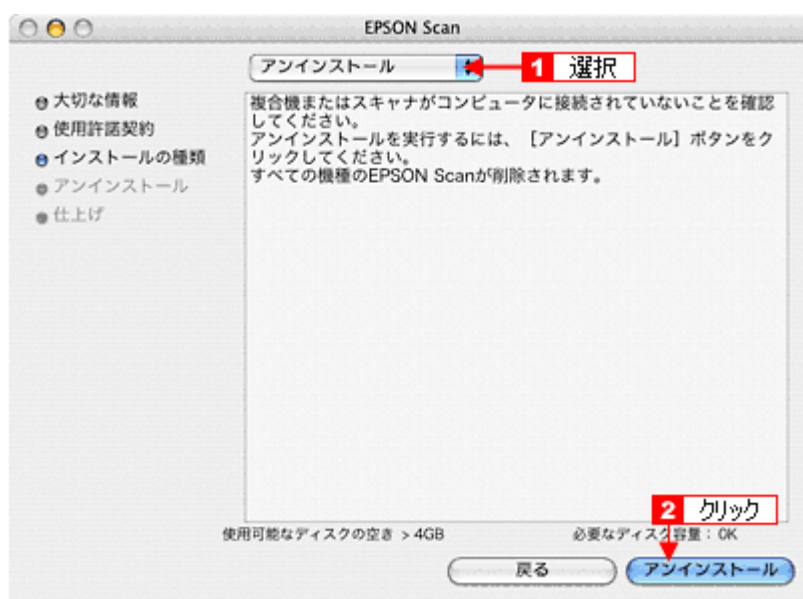 EPSON Scan
アンインストール
1 選択
大切な情報
使用許諾契約
インストールの種類
アンインストール
仕上げ
複合機またはスキャナがコンピュータに接続されていないことを確認
してください。
アンインストールを実行するには、［アンインストール］ボタンをク
リックしてください。
すべての機種のEPSON Scanが削除されます。
2 クリック
使用可能なディスクの空き > 4GB
必要なディスク容量：OK
戻る
アンインストール